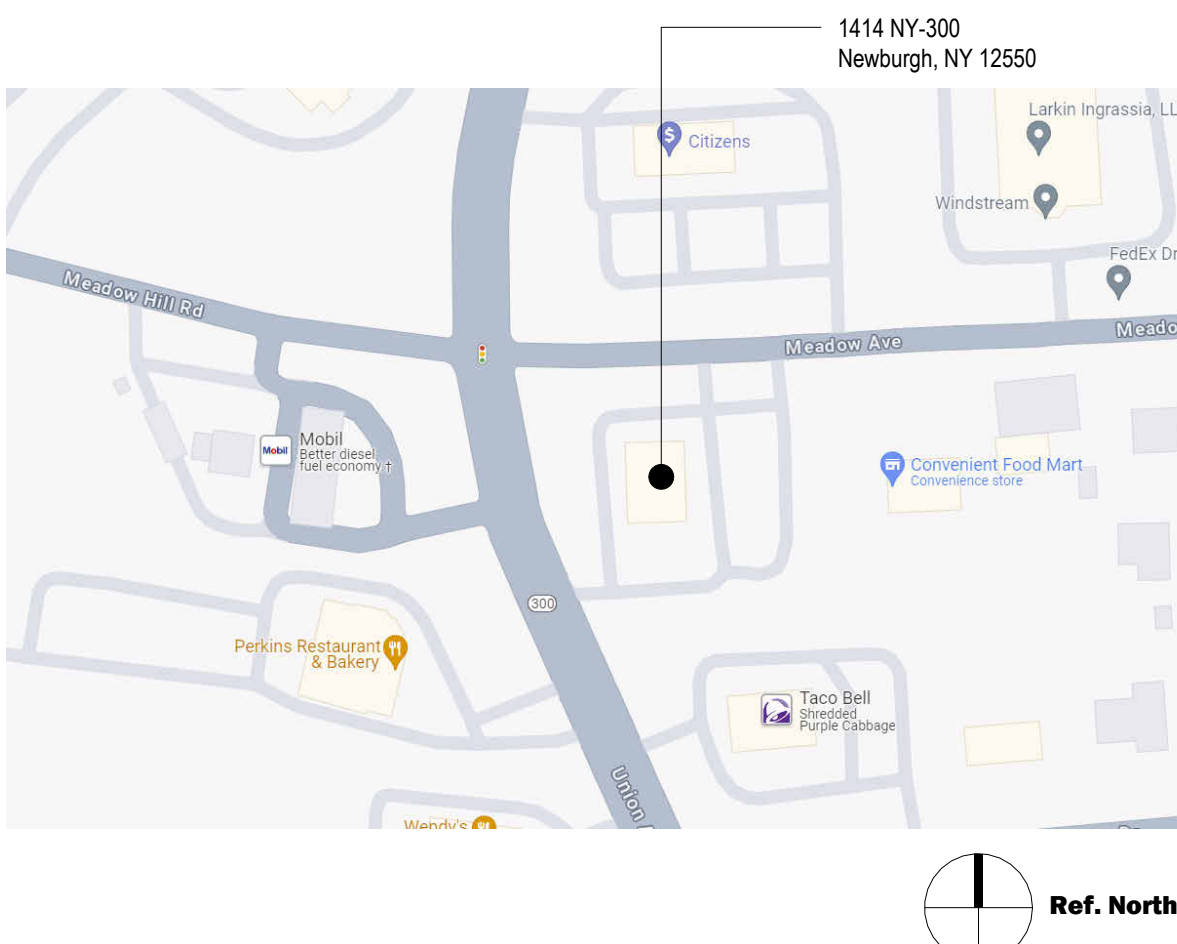 1414 NY-300
Newburgh, NY 12550
Larkin Ingrassia, LL
$
Citizens
Windstream
FedEx Dr
Meadow Hill Rd
Meadow Ave
Meado
Mobil
Mobil
Better diesel
fuel economy †
Convenient Food Mart
Convenience store
300
Perkins Restaurant
& Bakery
Taco Bell
Shredded
Purple Cabbage
Union
Wendy's
Ref. North